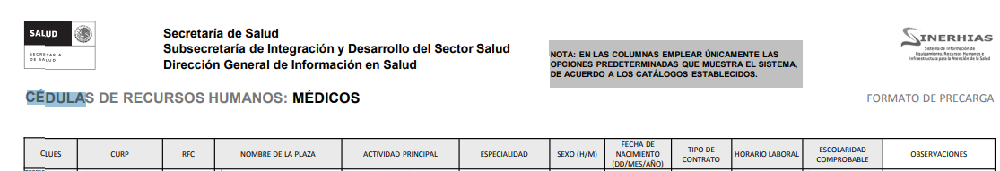 SALUD
SECRETARÍA
DE SALUD
Secretaría de Salud
Subsecretaría de Integración y Desarrollo del Sector Salud
Dirección General de Información en Salud
NOTA: EN LAS COLUMNAS EMPLEAR ÚNICAMENTE LAS
OPCIONES PREDETERMINADAS QUE MUESTRA EL SISTEMA,
DE ACUERDO A LOS CATÁLOGOS ESTABLECIDOS.
SINERHIAS
Sistema de Información de
Equipamiento, Recursos Humanos e
Infraestructura para la Atención de la Salud
CÉDULAS DE RECURSOS HUMANOS: MÉDICOS
FORMATO DE PRECARGA
CLUES
CURP
RFC
NOMBRE DE LA PLAZA
ACTIVIDAD PRINCIPAL
ESPECIALIDAD
SEXO (H/M)
FECHA DE
NACIMIENTO
(DD/MES/AÑO)
TIPO DE
CONTRATO
HORARIO LABORAL
ESCOLARIDAD
COMPROBABLE
OBSERVACIONES